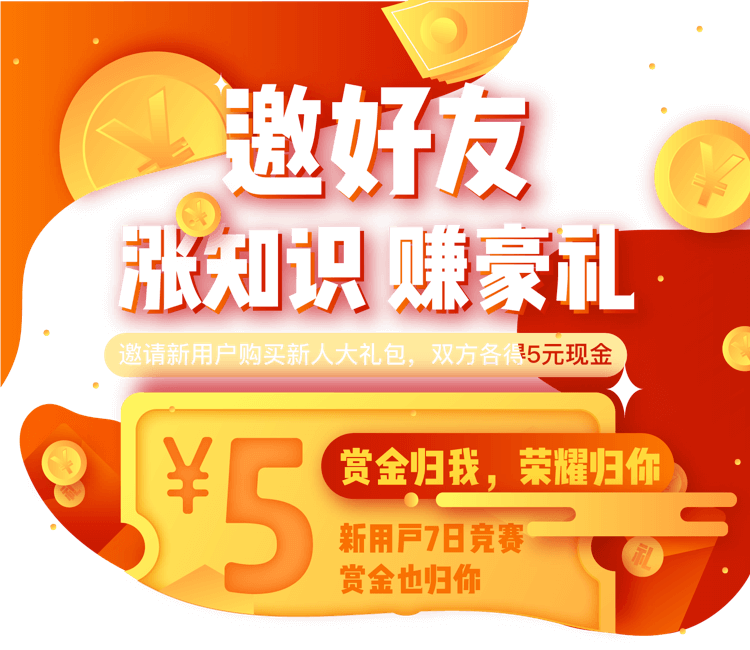 邀好友
涨知识 赚豪礼
邀请新用户购买新人大礼包，双方各得5元现金
¥5
赏金归我，荣耀归你
新用户7日竞赛
赏金也归你
礼